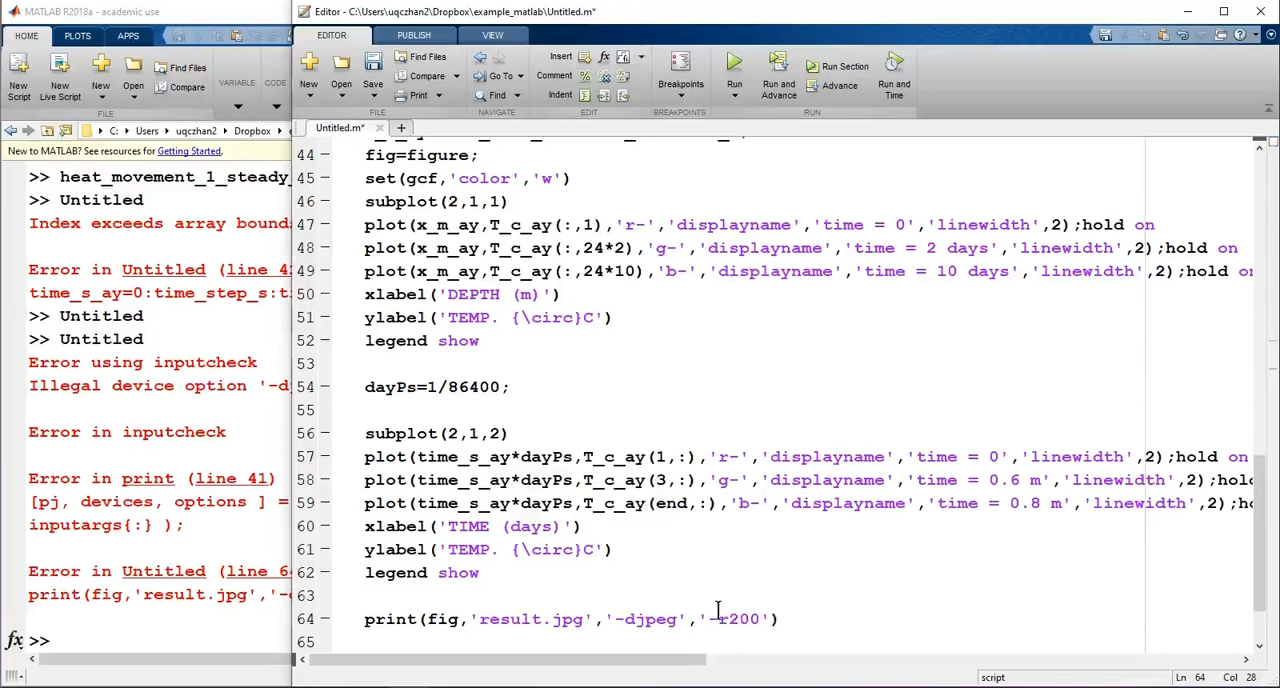 MATLAB R2018a - academic use
HOME PLOTS APPS
New Script
New Live Script
New
Open
Find Files
Compare
VARIABLE
CODE
FILE
C: Users uqczhan2 Dropbox
New to MATLAB? See resources for Getting Started.
>> heat_movement_1_steady_
>> Untitled
Index exceeds array bound
Error in Untitled (line 42
time_s_ay=0:time_step_s:t
>> Untitled
>> Untitled
Error using inputcheck
Illegal device option '-d
Error in inputcheck
Error in print (line 41)
[pj, devices, options ] =
inputargs{:} );
Error in Untitled (line 64
print(fig,'result.jpg','-
fx >>
Editor - C:\Users\uqczhan2\Dropbox\example_matlab\Untitled.m*
EDITOR PUBLISH VIEW
New
Open
Save
Find Files
Compare
Print
FILE
Go To
Find
NAVIGATE
Insert fx
Comment %
Indent
EDIT
Breakpoints
BREAKPOINTS
Run
Run and Advance
Run Section
Advance
Run and Time
RUN
Untitled.m* × +
44 fig=figure;
45 set(gcf,'color','w')
46 subplot(2,1,1)
47 plot(x_m_ay,T_c_ay(:,1),'r-','displayname','time = 0','linewidth',2);hold on
48 plot(x_m_ay,T_c_ay(:,24*2),'g-','displayname','time = 2 days','linewidth',2);hold on
49 plot(x_m_ay,T_c_ay(:,24*10),'b-','displayname','time = 10 days','linewidth',2);hold on
50 xlabel('DEPTH (m)')
51 ylabel('TEMP. {\circ}C')
52 legend show
53
54 dayPs=1/86400;
55
56 subplot(2,1,2)
57 plot(time_s_ay*dayPs,T_c_ay(1,:),'r-','displayname','time = 0','linewidth',2);hold on
58 plot(time_s_ay*dayPs,T_c_ay(3,:),'g-','displayname','time = 0.6 m','linewidth',2);hol
59 plot(time_s_ay*dayPs,T_c_ay(end,:),'b-','displayname','time = 0.8 m','linewidth',2);h
60 xlabel('TIME (days)')
61 ylabel('TEMP. {\circ}C')
62 legend show
63
64 print(fig,'result.jpg','-djpeg','-r200')
65
script Ln 64 Col 28